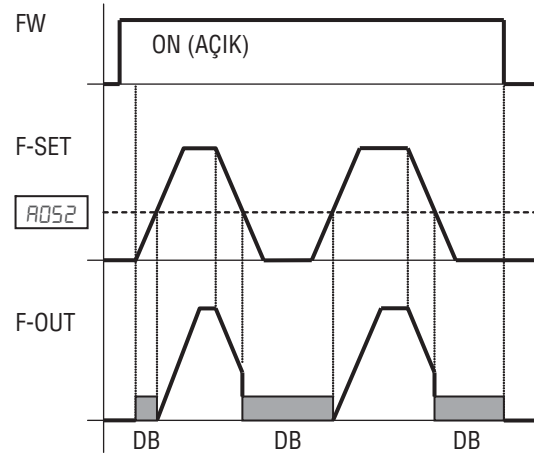 FW
ON (AÇIK)
F-SET
A052
F-OUT
DB DB DB